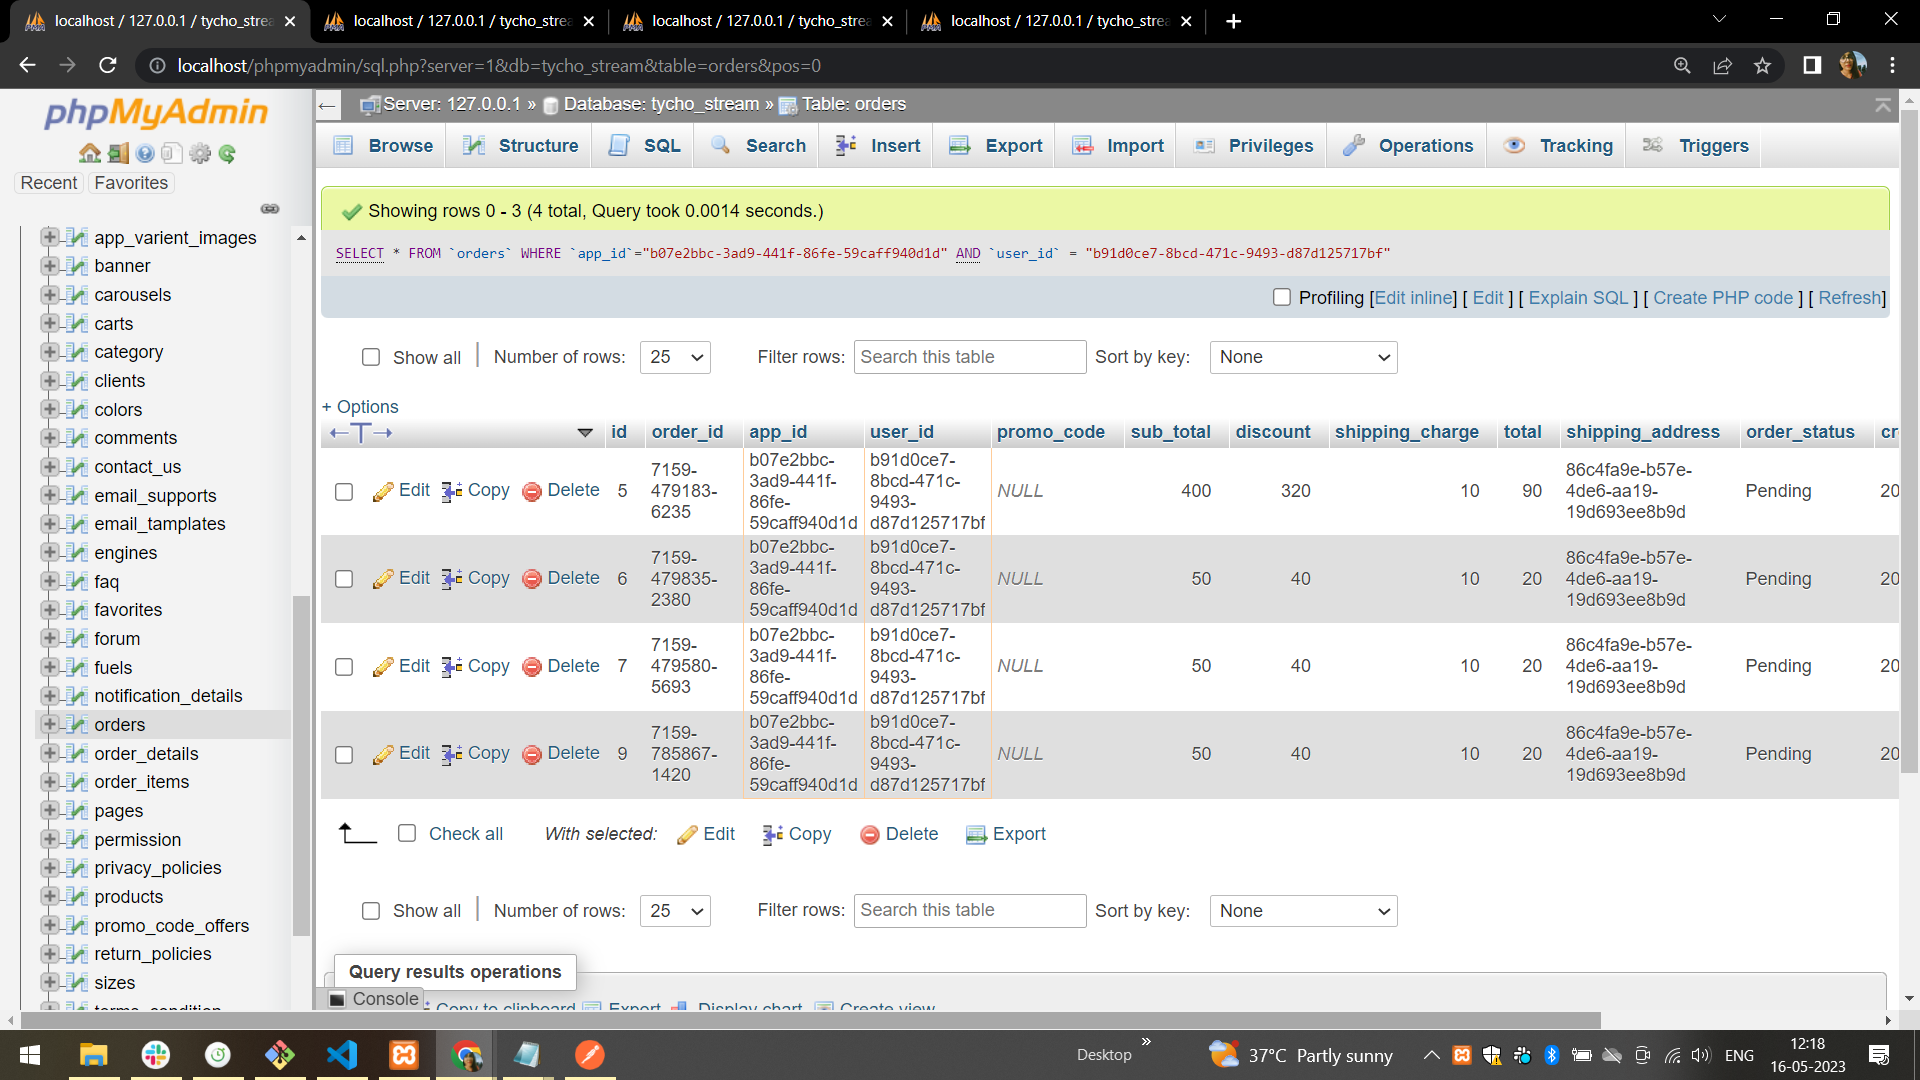 localhost / 127.0.0.1 / tycho_strea
localhost / 127.0.0.1 / tycho_strea
localhost / 127.0.0.1 / tycho_strea
localhost / 127.0.0.1 / tycho_strea
localhost/phpmyadmin/sql.php?server=1&db=tycho_stream&table=orders&pos=0
phpMyAdmin
Recent Favorites
app_varient_images
banner
carousels
carts
category
clients
colors
comments
contact_us
email_supports
email_tamplates
engines
faq
favorites
forum
fuels
notification_details
orders
order_details
order_items
pages
permission
privacy_policies
products
promo_code_offers
return_policies
sizes
terms_condition
Server: 127.0.0.1 » Database: tycho_stream » Table: orders
Browse Structure SQL Search Insert Export Import Privileges Operations Tracking Triggers
Showing rows 0 - 3 (4 total, Query took 0.0014 seconds.)
SELECT * FROM `orders` WHERE `app_id`="b07e2bbc-3ad9-441f-86fe-59caff940d1d" AND `user_id` = "b91d0ce7-8bcd-471c-9493-d87d125717bf"
Profiling [Edit inline] [ Edit ] [ Explain SQL ] [ Create PHP code ] [ Refresh]
Show all | Number of rows: 25 Filter rows: Search this table Sort by key: None
+ Options
←T→ id order_id app_id user_id promo_code sub_total discount shipping_charge total shipping_address order_status cr
Edit Copy Delete 5 7159-479183-6235 b07e2bbc-3ad9-441f-86fe-59caff940d1d b91d0ce7-8bcd-471c-9493-d87d125717bf NULL 400 320 10 90 86c4fa9e-b57e-4de6-aa19-19d693ee8b9d Pending 20
Edit Copy Delete 6 7159-479835-2380 b07e2bbc-3ad9-441f-86fe-59caff940d1d b91d0ce7-8bcd-471c-9493-d87d125717bf NULL 50 40 10 20 86c4fa9e-b57e-4de6-aa19-19d693ee8b9d Pending 20
Edit Copy Delete 7 7159-479580-5693 b07e2bbc-3ad9-441f-86fe-59caff940d1d b91d0ce7-8bcd-471c-9493-d87d125717bf NULL 50 40 10 20 86c4fa9e-b57e-4de6-aa19-19d693ee8b9d Pending 20
Edit Copy Delete 9 7159-785867-1420 b07e2bbc-3ad9-441f-86fe-59caff940d1d b91d0ce7-8bcd-471c-9493-d87d125717bf NULL 50 40 10 20 86c4fa9e-b57e-4de6-aa19-19d693ee8b9d Pending 20
Check all With selected: Edit Copy Delete Export
Show all | Number of rows: 25 Filter rows: Search this table Sort by key: None
Query results operations
Console
Copy to clipboard Export Display chart Create view
Desktop » 37°C Partly sunny ENG 12:18
16-05-2023